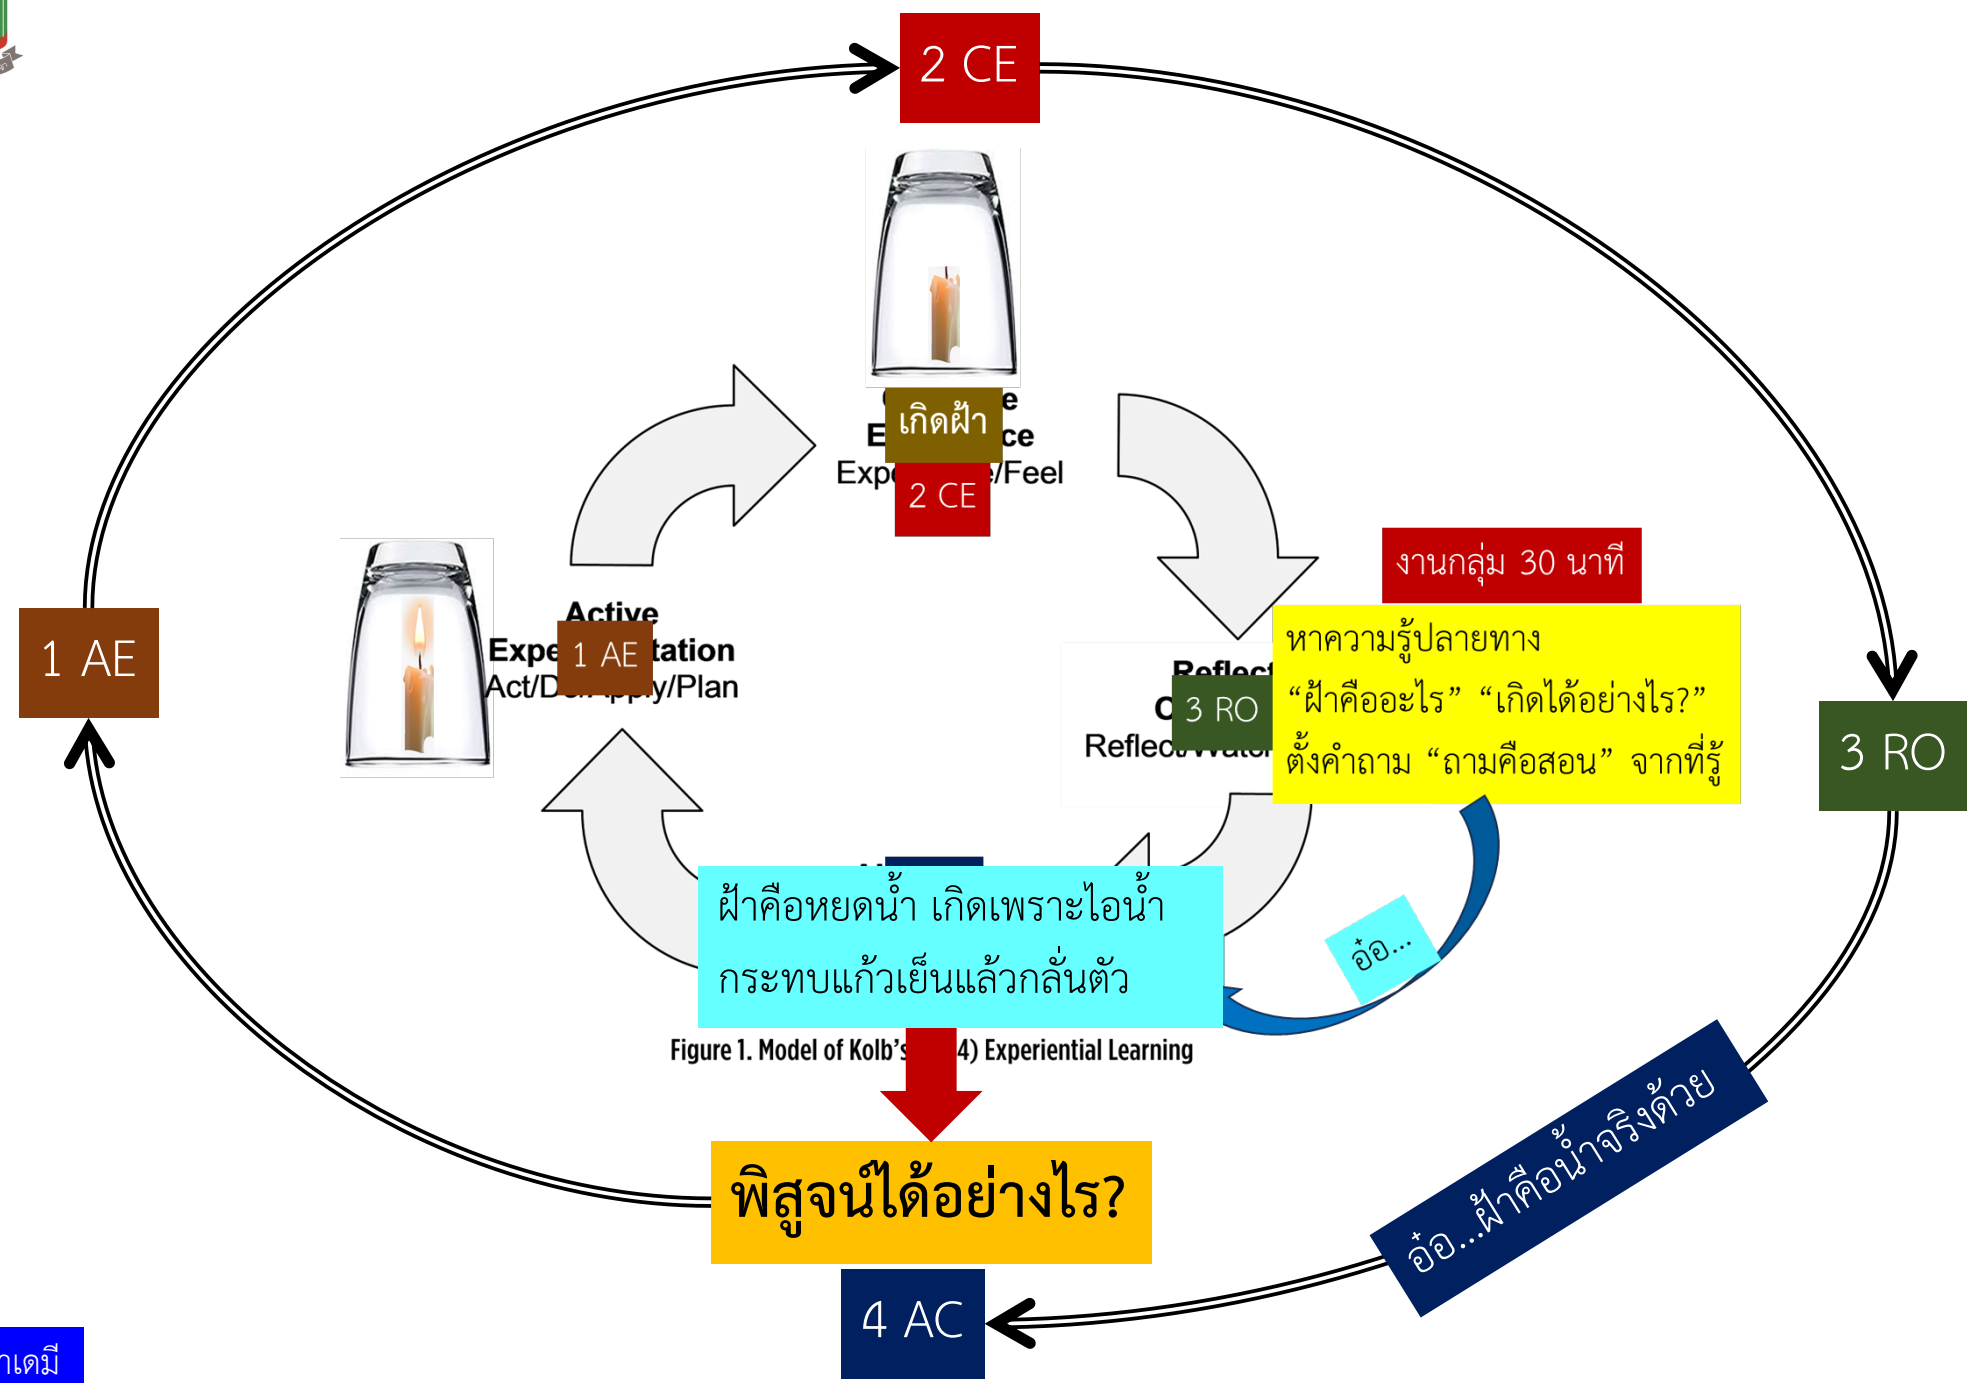 2 CE
เกิดฝ้า
2 CE
/Feel
งานกลุ่ม 30 นาที
หาความรู้ปลายทาง
“ฝ้าคืออะไร” “เกิดได้อย่างไร?”
ตั้งคำถาม “ถามคือสอน” จากที่รู้
1 AE
Active
1 AE
Act/Do/Apply/Plan
3 RO
3 RO
ฝ้าคือหยดน้ำ เกิดเพราะไอน้ำ
กระทบแก้วเย็นแล้วกลั่นตัว
อ๋อ...
Figure 1. Model of Kolb's 4) Experiential Learning
พิสูจน์ได้อย่างไร?
อ๋อ...ฝ้าคือน้ำจริงด้วย
4 AC